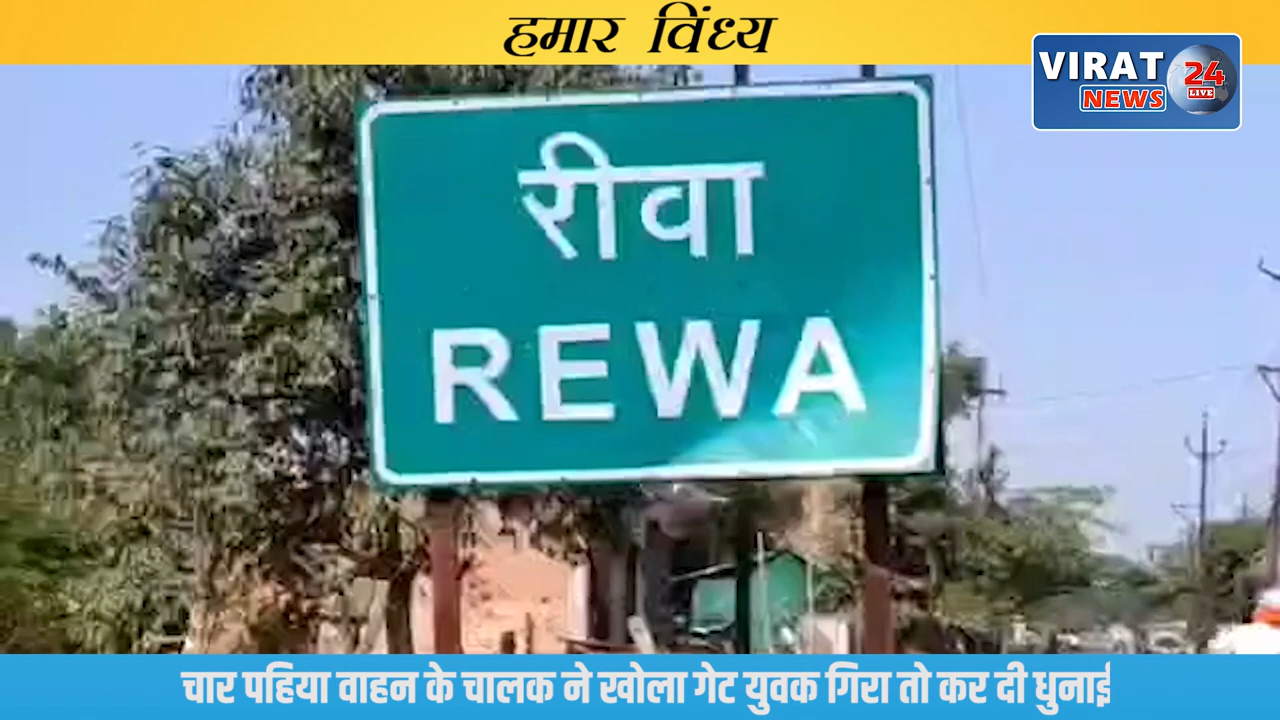 हमार विंध्य
VIRAT
NEWS
24
LIVE
रीवा
REWA
चार पहिया वाहन के चालक ने खोला गेट युवक गिरा तो कर दी धुनाई